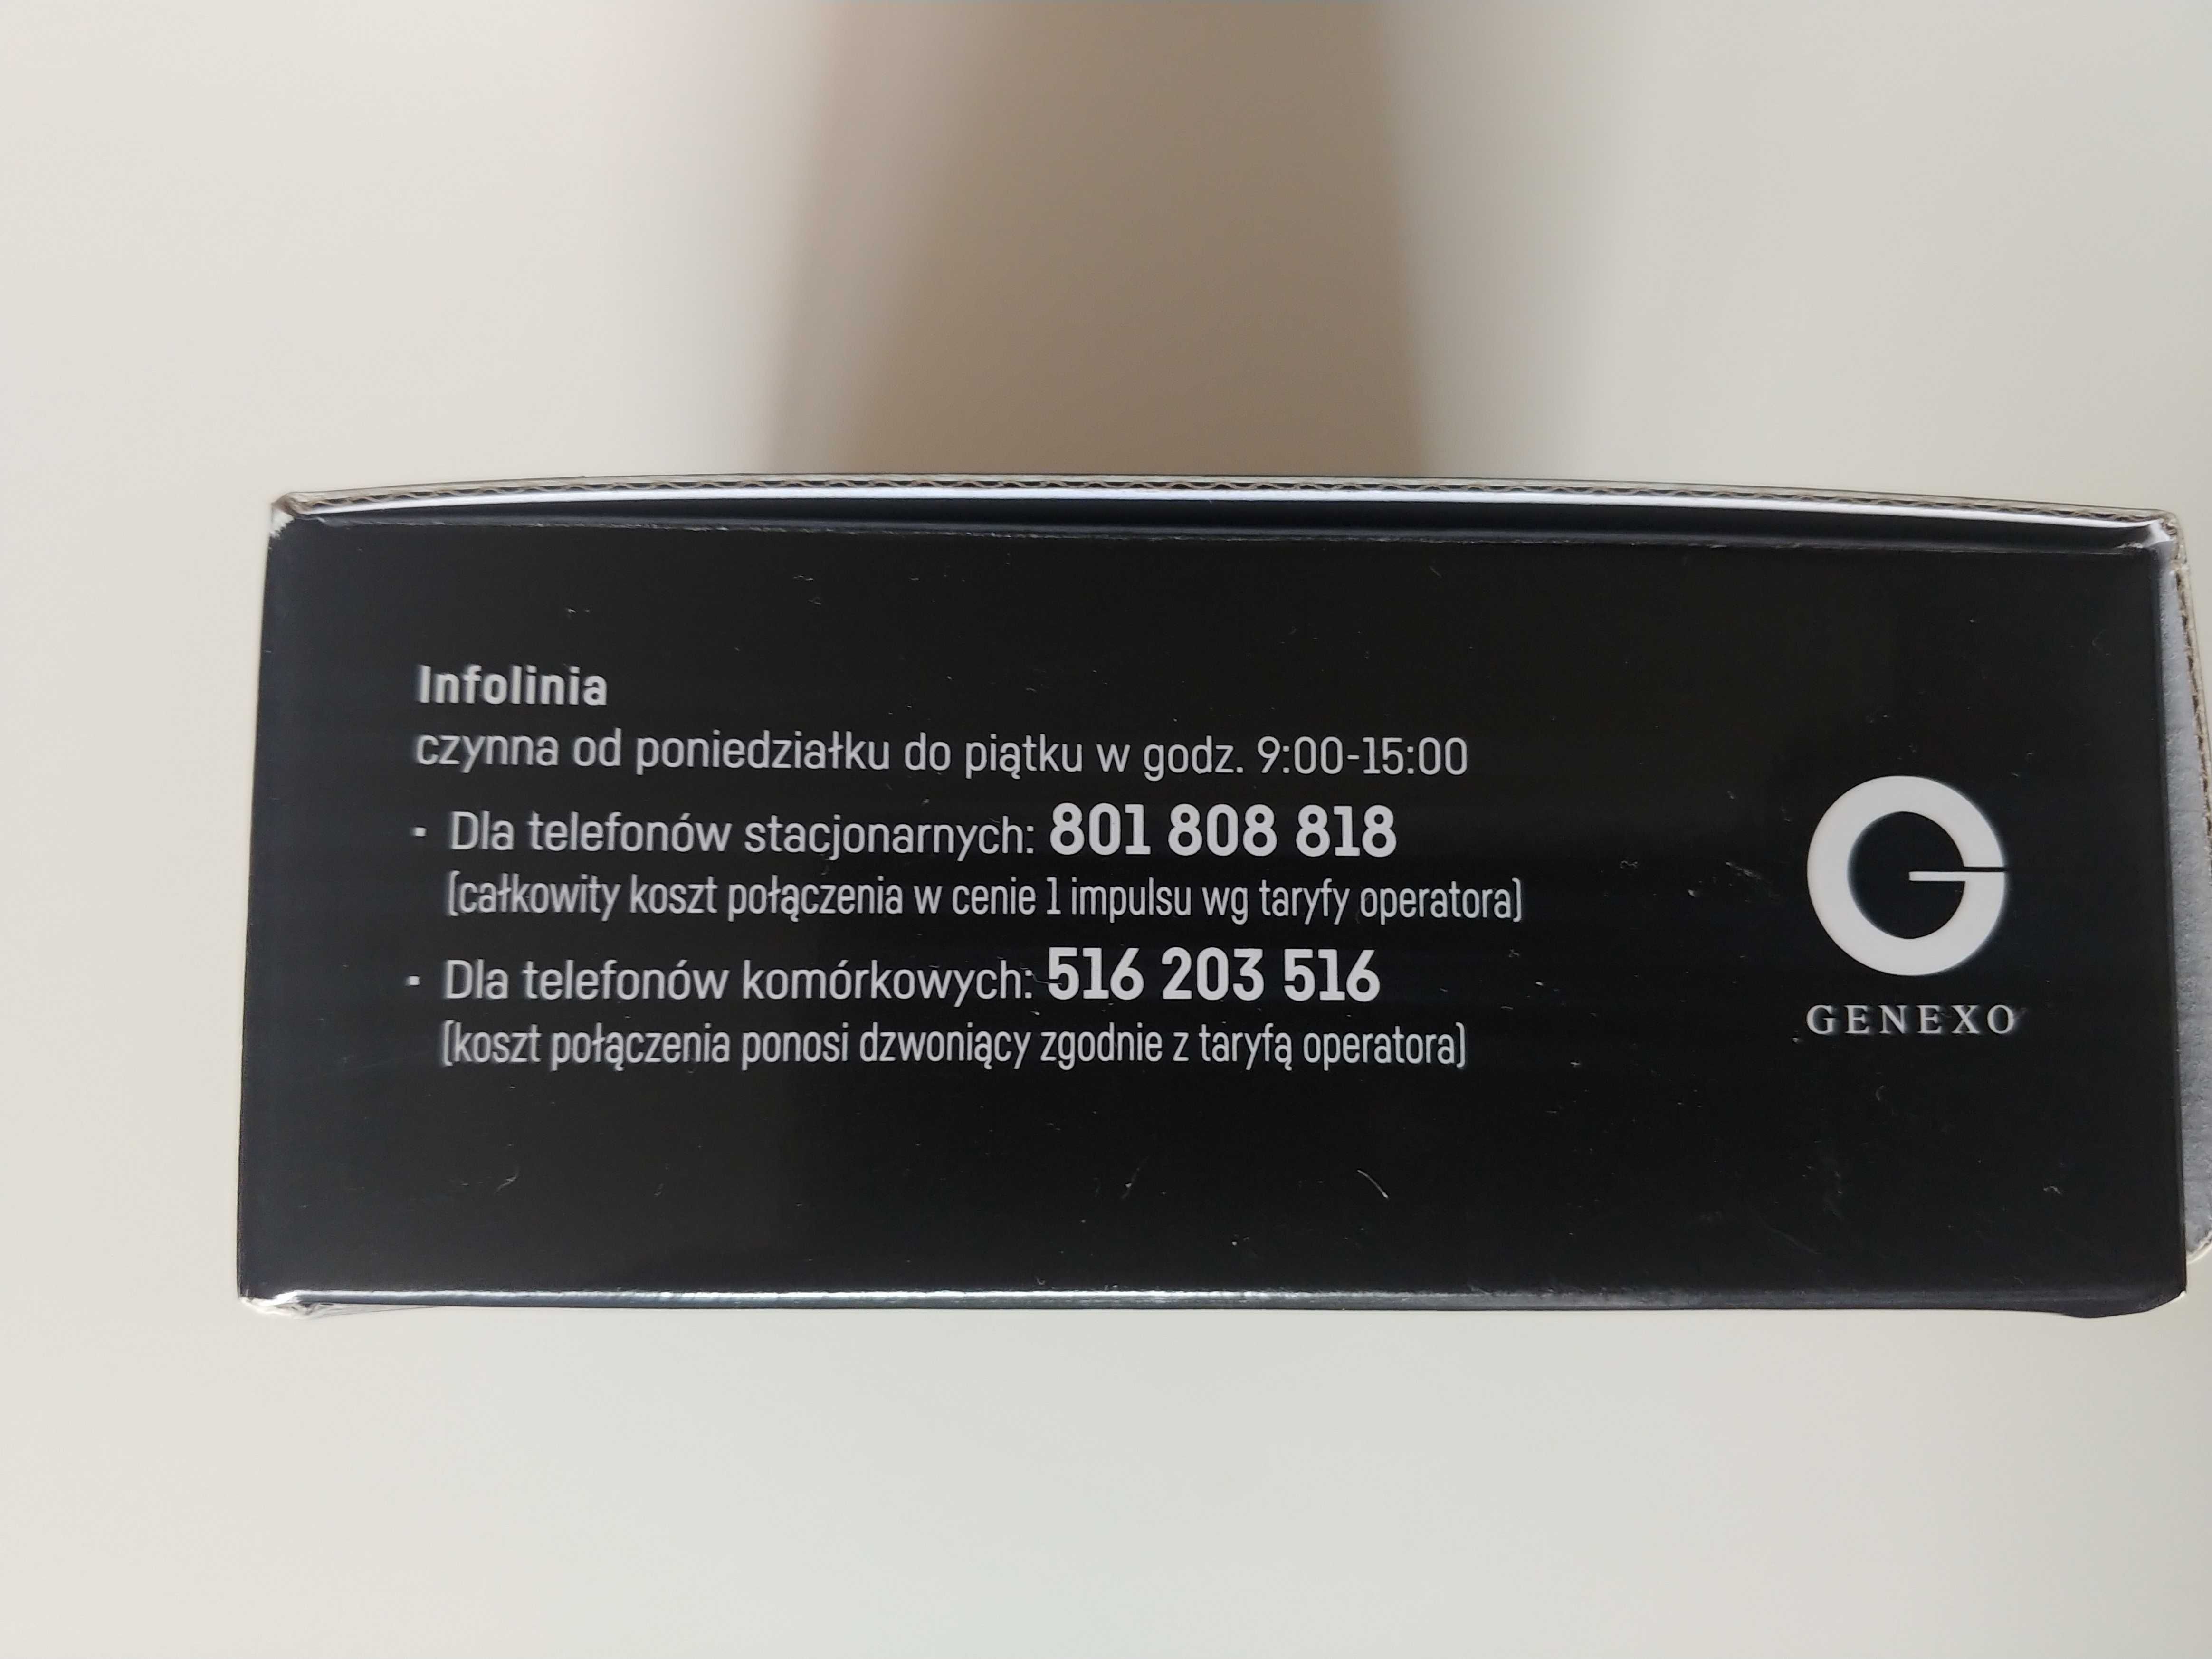 Infolinia
czynna od poniedziałku do piątku w godz. 9:00-15:00
· Dla telefonów stacjonarnych: 801 808 818
(całkowity koszt połączenia w cenie 1 impulsu wg taryfy operatora)
· Dla telefonów komórkowych: 516 203 516
(koszt połączenia ponosi dzwoniący zgodnie z taryfą operatora)
GENEXO